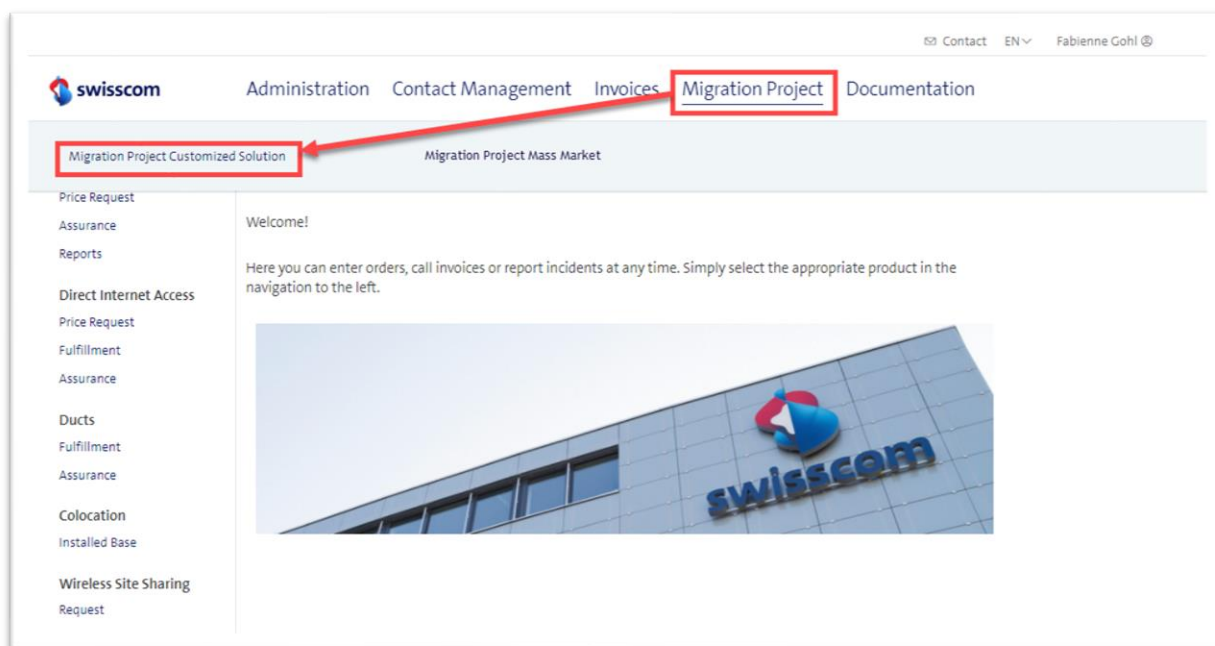 Contact EN Fabienne Gohl
swisscom Administration Contact Management Invoices Migration Project Documentation
Migration Project Customized Solution Migration Project Mass Market
Price Request
Assurance
Reports
Direct Internet Access
Price Request
Fulfillment
Assurance
Ducts
Fulfillment
Assurance
Colocation
Installed Base
Wireless Site Sharing
Request
Welcome!
Here you can enter orders, call invoices or report incidents at any time. Simply select the appropriate product in the
navigation to the left.
swisscom